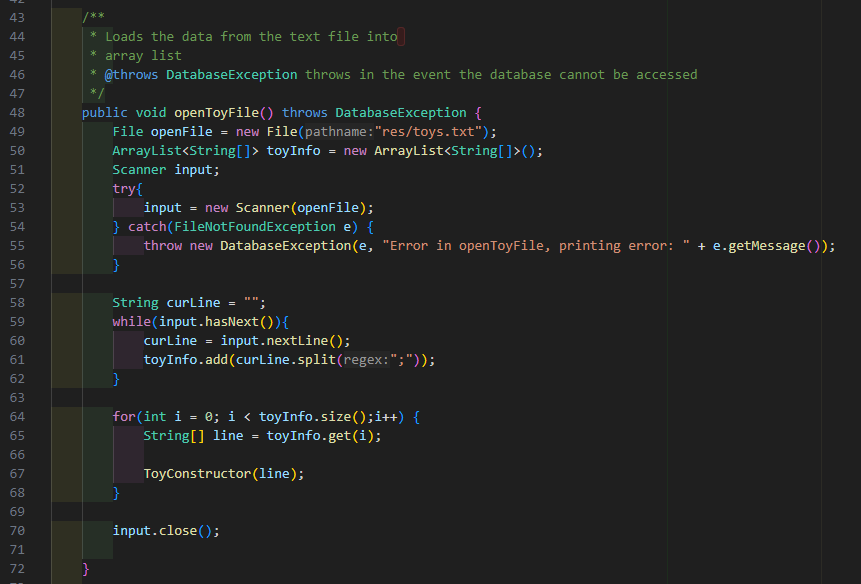 43 /**
44 * Loads the data from the text file into
45 * array list
46 * @throws DatabaseException throws in the event the database cannot be accessed
47 */
48 public void openToyFile() throws DatabaseException {
49 File openFile = new File(pathname:"res/toys.txt");
50 ArrayList<String[]> toyInfo = new ArrayList<String[]>();
51 Scanner input;
52 try{
53 input = new Scanner(openFile);
54 } catch(FileNotFoundException e) {
55 throw new DatabaseException(e, "Error in openToyFile, printing error: " + e.getMessage());
56 }
57
58 String curLine = "";
59 while(input.hasNext()){
60 curLine = input.nextLine();
61 toyInfo.add(curLine.split(regex:";"));
62 }
63
64 for(int i = 0; i < toyInfo.size();i++) {
65 String[] line = toyInfo.get(i);
66
67 ToyConstructor(line);
68 }
69
70 input.close();
71
72 }